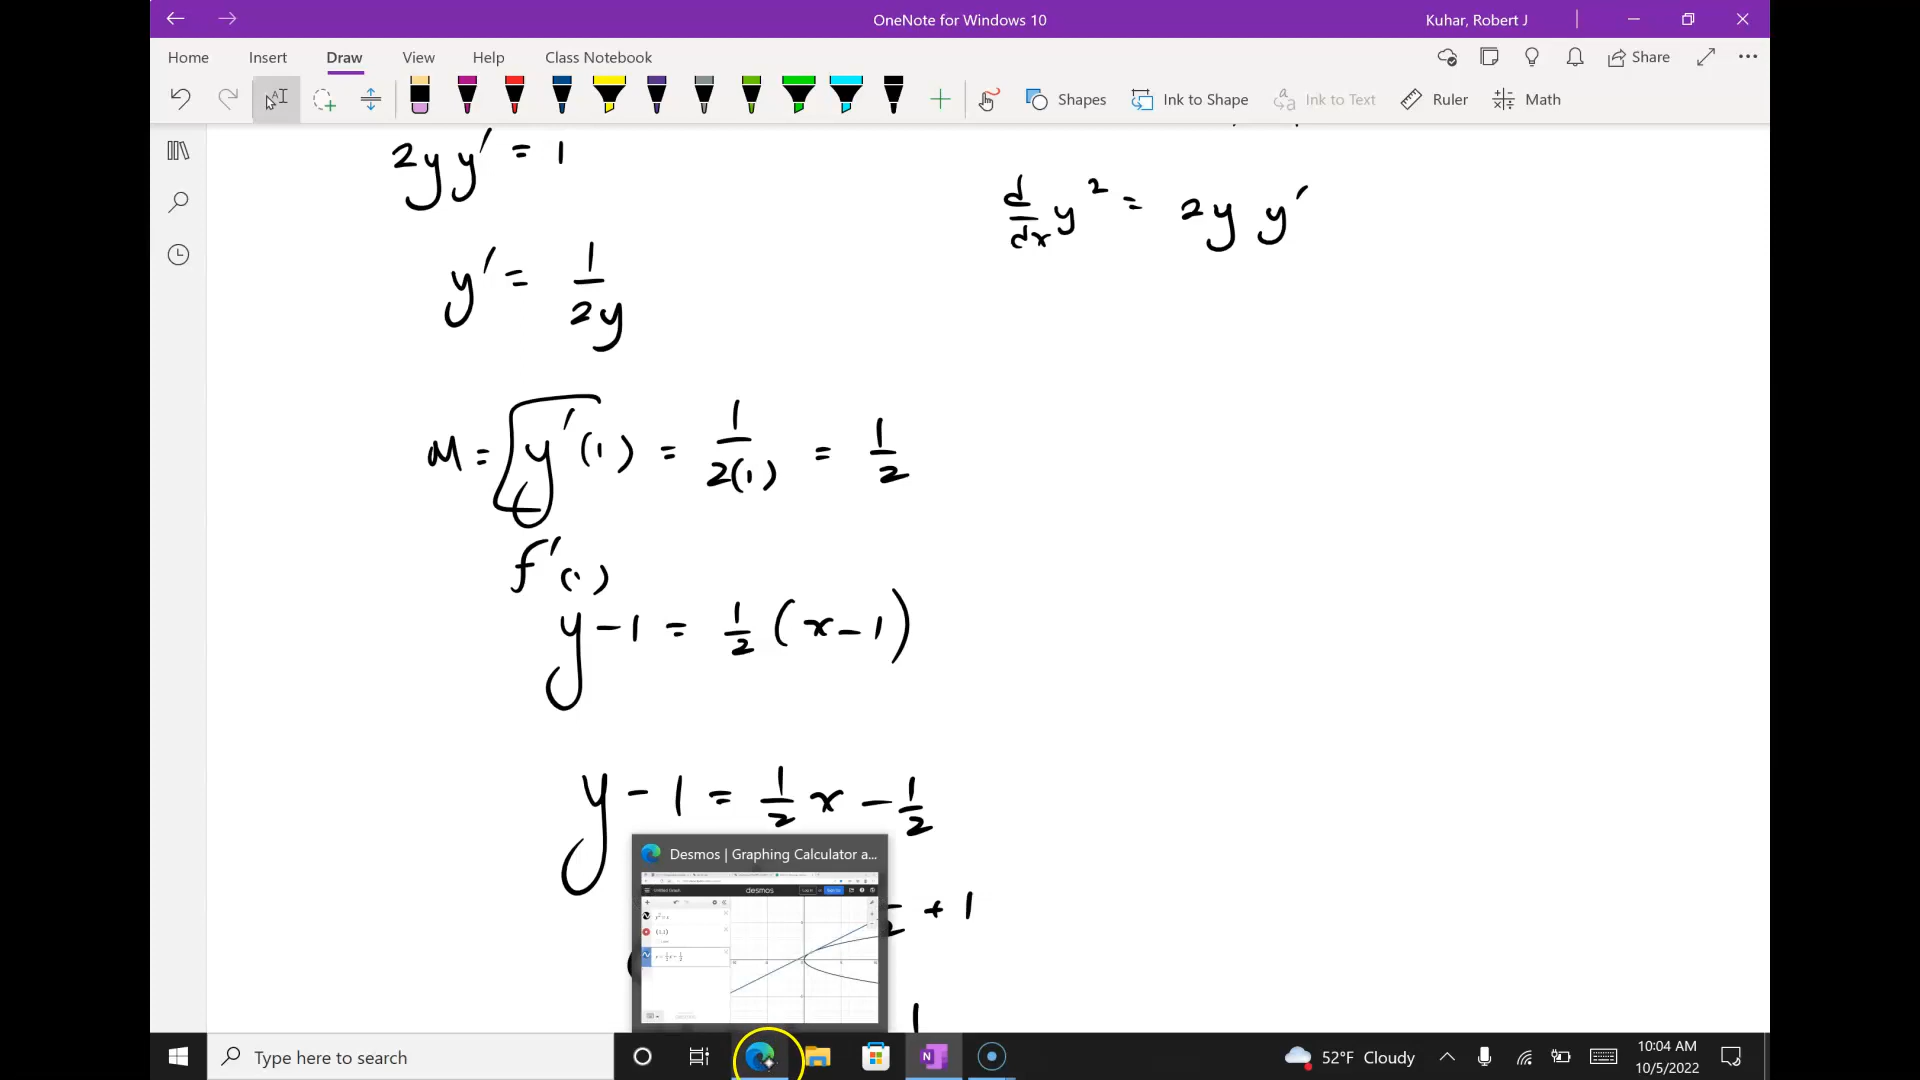 OneNote for Windows 10
Kuhar, Robert J
Home Insert Draw View Help Class Notebook
Share
Shapes Ink to Shape Ink to Text Ruler Math
2yy' = 1
d/dx y² = 2y y'
y' = 1/2y
M = y'(1) = 1/2(1) = 1/2
f'(1)
y - 1 = 1/2 (x - 1)
y - 1 = 1/2 x - 1/2
Desmos | Graphing Calculator a...
desmos
+ 1
1
Type here to search
52°F Cloudy
10:04 AM
10/5/2022